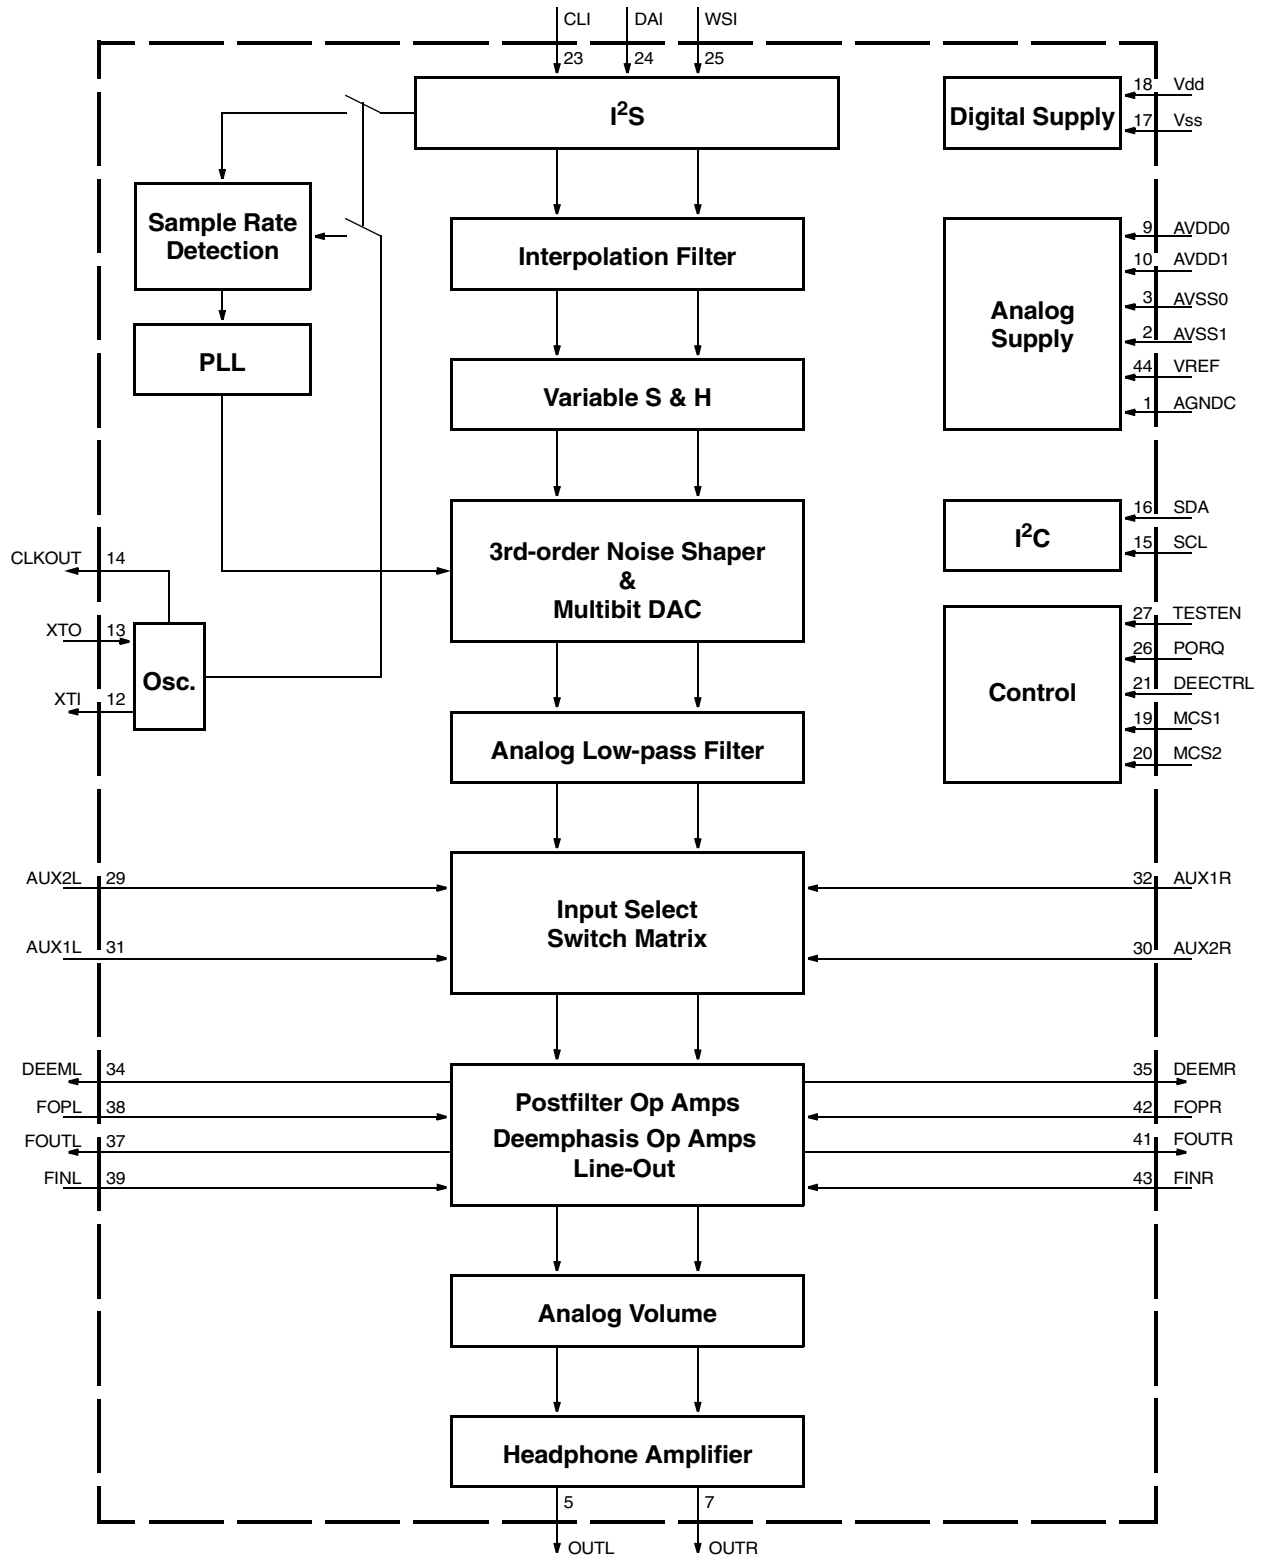 CLI DAI WSI
23 24 25
I²S
Digital Supply
18 Vdd
17 Vss
Sample Rate
Detection
Interpolation Filter
Analog
Supply
9 AVDD0
10 AVDD1
3 AVSS0
2 AVSS1
44 VREF
1 AGNDC
PLL
Variable S & H
3rd-order Noise Shaper
&
Multibit DAC
I²C
16 SDA
15 SCL
CLKOUT 14
XTO 13
Osc.
XTI 12
Control
27 TESTEN
26 PORQ
21 DEECTRL
19 MCS1
20 MCS2
Analog Low-pass Filter
AUX2L 29
AUX1L 31
Input Select
Switch Matrix
32 AUX1R
30 AUX2R
DEEML 34
FOPL 38
FOUTL 37
FINL 39
Postfilter Op Amps
Deemphasis Op Amps
Line-Out
35 DEEMR
42 FOPR
41 FOUTR
43 FINR
Analog Volume
Headphone Amplifier
5 7
OUTL OUTR